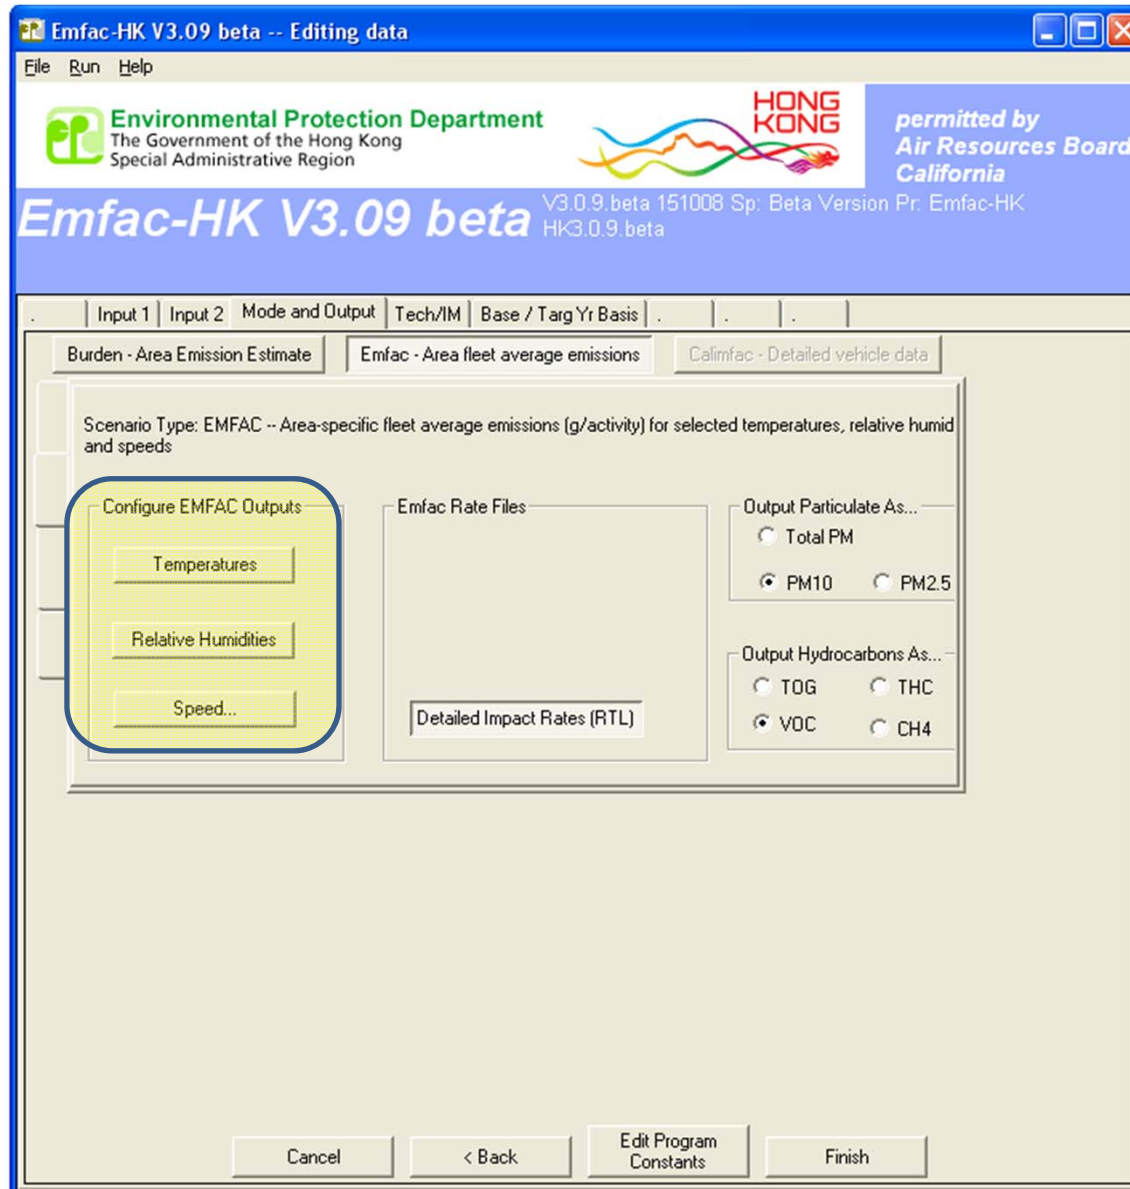 Emfac-HK V3.09 beta -- Editing data
File Run Help
Environmental Protection Department
The Government of the Hong Kong
Special Administrative Region
HONG
KONG
permitted by
Air Resources Board
California
Emfac-HK V3.09 beta
V3.0.9.beta 151008 Sp: Beta Version Pr: Emfac-HK
HK3.0.9.beta
. Input 1 Input 2 Mode and Output Tech/IM Base / Targ Yr Basis . . .
Burden - Area Emission Estimate Emfac - Area fleet average emissions Calimfac - Detailed vehicle data
Scenario Type: EMFAC -- Area-specific fleet average emissions (g/activity) for selected temperatures, relative humid
and speeds
Configure EMFAC Outputs
Temperatures
Relative Humidities
Speed...
Emfac Rate Files
Detailed Impact Rates (RTL)
Output Particulate As...
Total PM
PM10 PM2.5
Output Hydrocarbons As...
TOG THC
VOC CH4
Cancel < Back Edit Program
Constants Finish